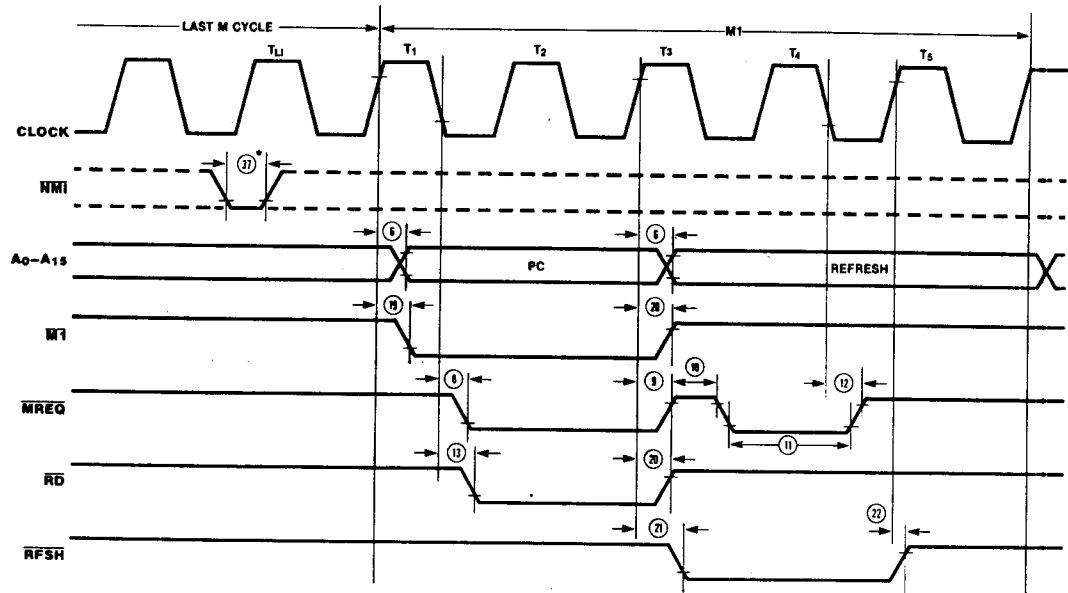 LAST M CYCLE M1
TLI T1 T2 T3 T4 T5
CLOCK
37*
NMI
6 6
A0–A15 PC REFRESH
19 20
M1
8 9 10 12
MREQ
11
13 20
RD
21 22
RFSH